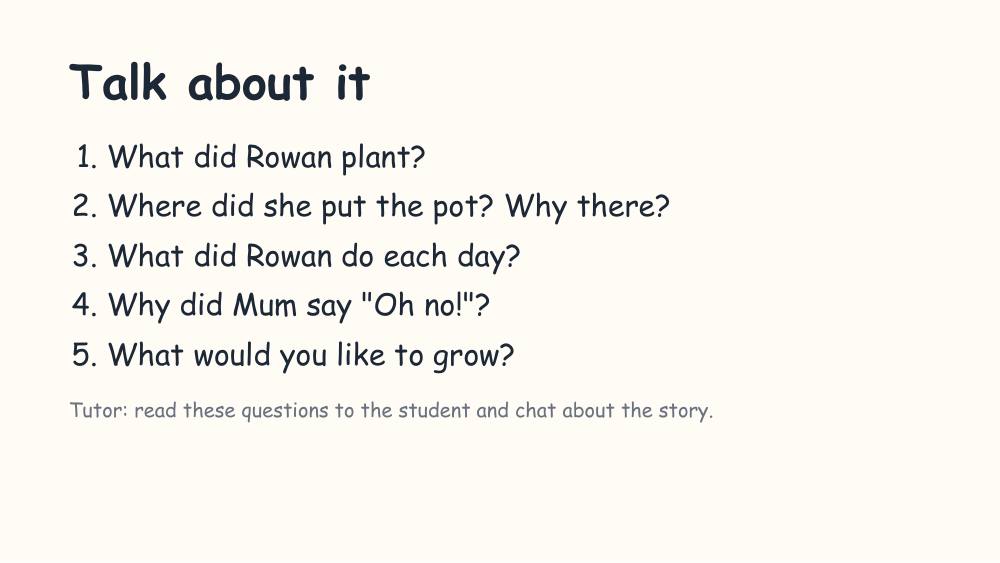 Talk about it
1. What did Rowan plant?
2. Where did she put the pot? Why there?
3. What did Rowan do each day?
4. Why did Mum say "Oh no!"?
5. What would you like to grow?
Tutor: read these questions to the student and chat about the story.